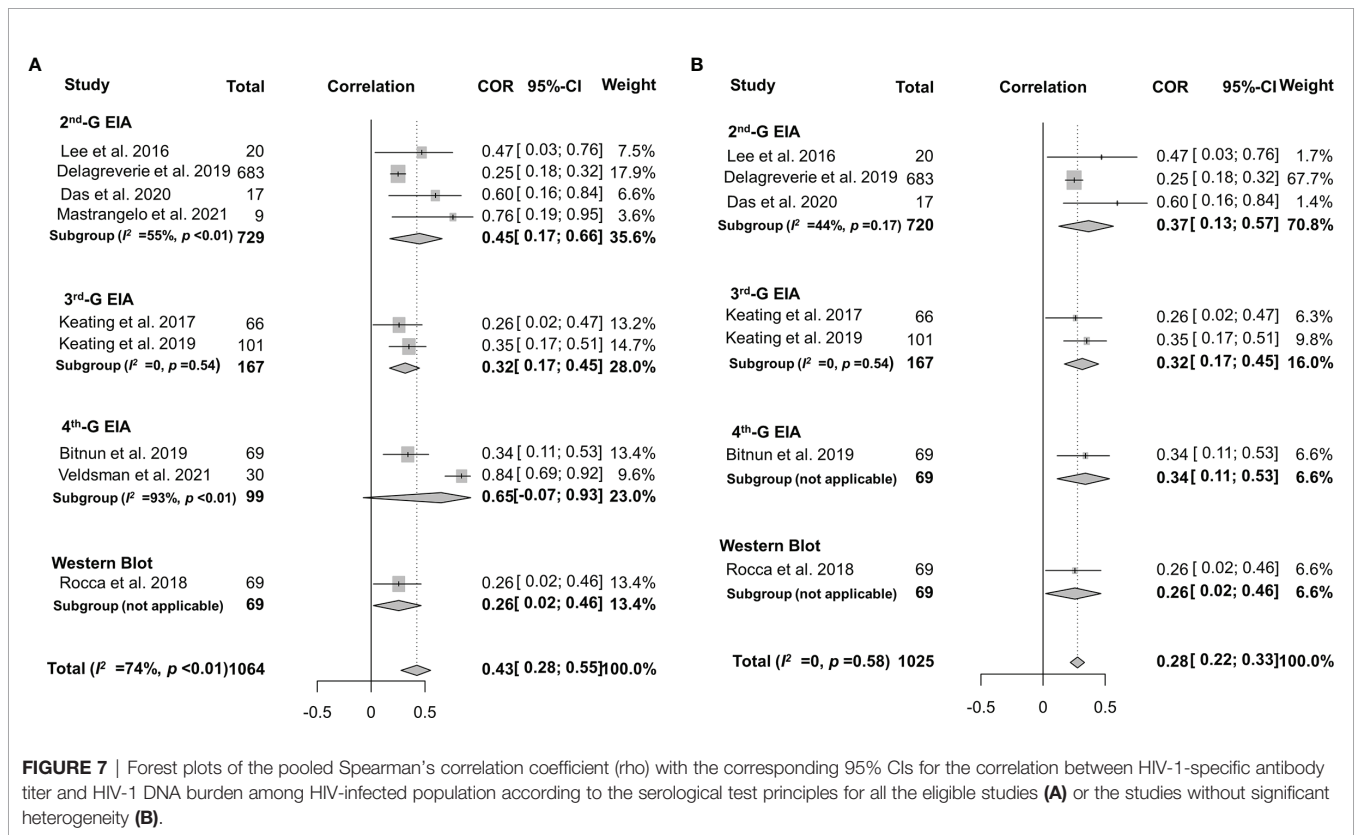 A
Study Total Correlation COR 95%-CI Weight
2nd-G EIA
Lee et al. 2016 20 0.47 [ 0.03; 0.76] 7.5%
Delagreverie et al. 2019 683 0.25 [ 0.18; 0.32] 17.9%
Das et al. 2020 17 0.60 [ 0.16; 0.84] 6.6%
Mastrangelo et al. 2021 9 0.76 [ 0.19; 0.95] 3.6%
Subgroup (I2 =55%, p <0.01) 729 0.45[ 0.17; 0.66] 35.6%
3rd-G EIA
Keating et al. 2017 66 0.26 [ 0.02; 0.47] 13.2%
Keating et al. 2019 101 0.35 [ 0.17; 0.51] 14.7%
Subgroup (I2 =0, p =0.54) 167 0.32[ 0.17; 0.45] 28.0%
4th-G EIA
Bitnun et al. 2019 69 0.34 [ 0.11; 0.53] 13.4%
Veldsman et al. 2021 30 0.84 [ 0.69; 0.92] 9.6%
Subgroup (I2 =93%, p <0.01) 99 0.65[-0.07; 0.93] 23.0%
Western Blot
Rocca et al. 2018 69 0.26 [ 0.02; 0.46] 13.4%
Subgroup (not applicable) 69 0.26[ 0.02; 0.46] 13.4%
Total (I2 =74%, p <0.01)1064 0.43[ 0.28; 0.55]100.0%
-0.5 0 0.5
B
Study Total Correlation COR 95%-CI Weight
2nd-G EIA
Lee et al. 2016 20 0.47 [ 0.03; 0.76] 1.7%
Delagreverie et al. 2019 683 0.25 [ 0.18; 0.32] 67.7%
Das et al. 2020 17 0.60 [ 0.16; 0.84] 1.4%
Subgroup (I2 =44%, p =0.17) 720 0.37[ 0.13; 0.57] 70.8%
3rd-G EIA
Keating et al. 2017 66 0.26 [ 0.02; 0.47] 6.3%
Keating et al. 2019 101 0.35 [ 0.17; 0.51] 9.8%
Subgroup (I2 =0, p =0.54) 167 0.32[ 0.17; 0.45] 16.0%
4th-G EIA
Bitnun et al. 2019 69 0.34 [ 0.11; 0.53] 6.6%
Subgroup (not applicable) 69 0.34 [ 0.11; 0.53] 6.6%
Western Blot
Rocca et al. 2018 69 0.26 [ 0.02; 0.46] 6.6%
Subgroup (not applicable) 69 0.26[ 0.02; 0.46] 6.6%
Total (I2 =0, p =0.58) 1025 0.28[ 0.22; 0.33]100.0%
-0.5 0 0.5
FIGURE 7 | Forest plots of the pooled Spearman's correlation coefficient (rho) with the corresponding 95% CIs for the correlation between HIV-1-specific antibody
titer and HIV-1 DNA burden among HIV-infected population according to the serological test principles for all the eligible studies (A) or the studies without significant
heterogeneity (B).